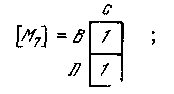 C
[M₇] = B 1 ;
D 1